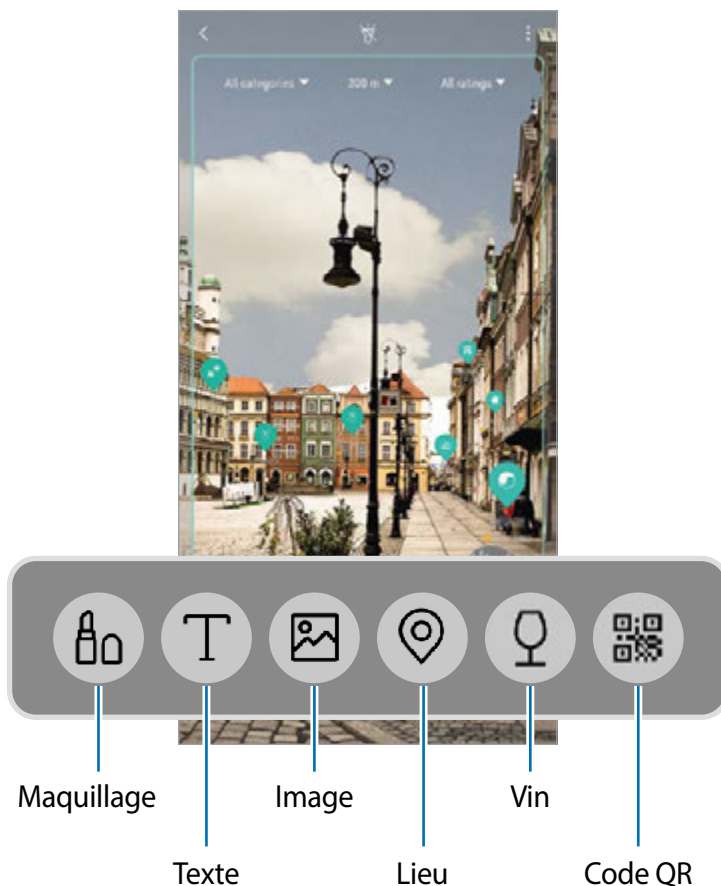 All categories
200 m
All ratings
T
Maquillage
Image
Vin
Texte
Lieu
Code QR